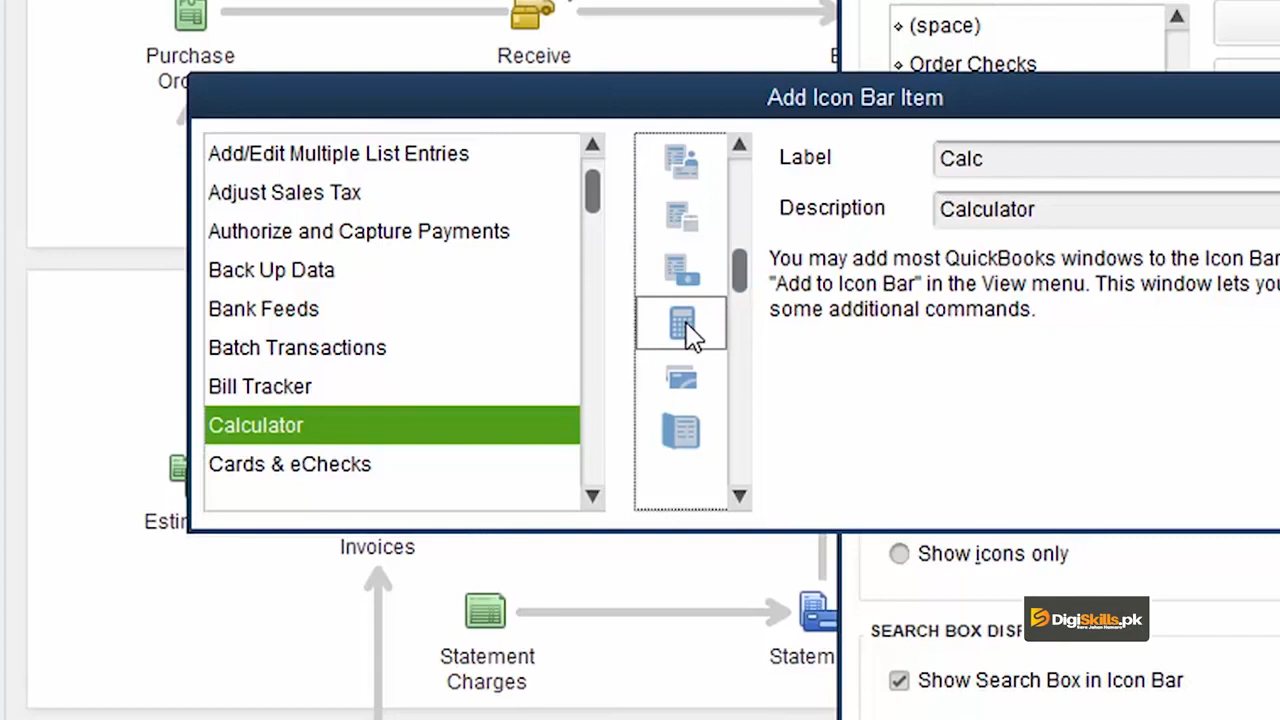 (space)
Order Checks
Purchase
Receive
Add Icon Bar Item
Add/Edit Multiple List Entries
Adjust Sales Tax
Authorize and Capture Payments
Back Up Data
Bank Feeds
Batch Transactions
Bill Tracker
Calculator
Cards & eChecks
Label
Calc
Description
Calculator
You may add most QuickBooks windows to the Icon Bar
"Add to Icon Bar" in the View menu. This window lets you
some additional commands.
Invoices
Statement
Charges
Show icons only
DigiSkills.pk
SEARCH BOX
Show Search Box in Icon Bar